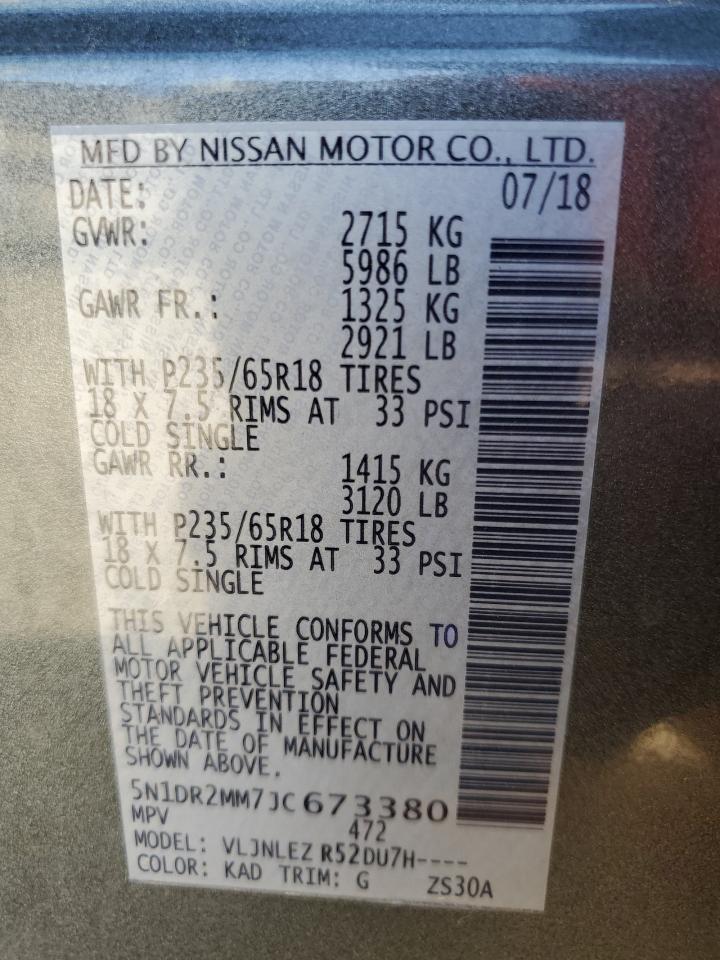 MFD BY NISSAN MOTOR CO., LTD.
DATE: 07/18
GVWR: 2715 KG
5986 LB
GAWR FR.: 1325 KG
2921 LB
WITH P235/65R18 TIRES
18 X 7.5 RIMS AT 33 PSI
COLD SINGLE
GAWR RR.: 1415 KG
3120 LB
WITH P235/65R18 TIRES
18 X 7.5 RIMS AT 33 PSI
COLD SINGLE
THIS VEHICLE CONFORMS TO
ALL APPLICABLE FEDERAL
MOTOR VEHICLE SAFETY AND
THEFT PREVENTION
STANDARDS IN EFFECT ON
THE DATE OF MANUFACTURE
SHOWN ABOVE.
5N1DR2MM7JC673380
MPV 472
MODEL: VLJNLEZ R52DU7H----
COLOR: KAD TRIM: G ZS30A